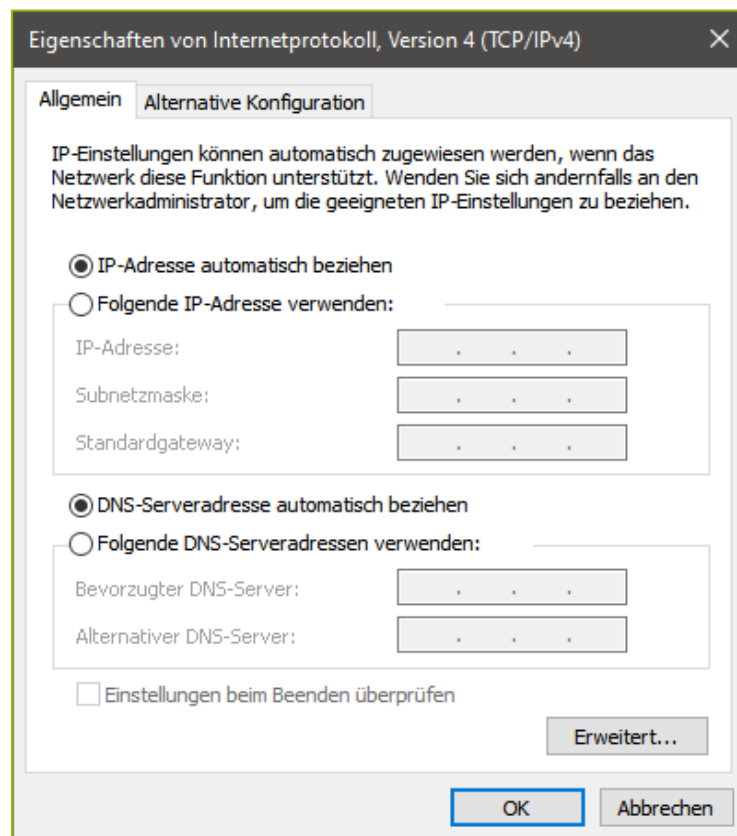 Eigenschaften von Internetprotokoll, Version 4 (TCP/IPv4)
Allgemein
Alternative Konfiguration
IP-Einstellungen können automatisch zugewiesen werden, wenn das
Netzwerk diese Funktion unterstützt. Wenden Sie sich andernfalls an den
Netzwerkadministrator, um die geeigneten IP-Einstellungen zu beziehen.
IP-Adresse automatisch beziehen
Folgende IP-Adresse verwenden:
IP-Adresse: . . .
Subnetzmaske: . . .
Standardgateway: . . .
DNS-Serveradresse automatisch beziehen
Folgende DNS-Serveradressen verwenden:
Bevorzugter DNS-Server: . . .
Alternativer DNS-Server: . . .
Einstellungen beim Beenden überprüfen
Erweitert...
OK
Abbrechen